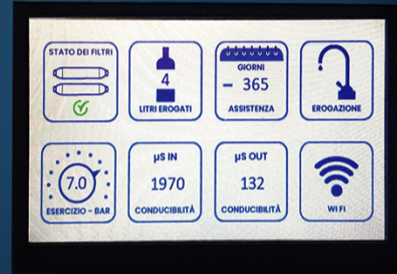 STATO DEI FILTRI
4
LITRI EROGATI
GIORNI
- 365
ASSISTENZA
EROGAZIONE
7.0
ESERCIZIO - BAR
µS IN
1970
CONDUCIBILITÀ
µS OUT
132
CONDUCIBILITÀ
WI FI